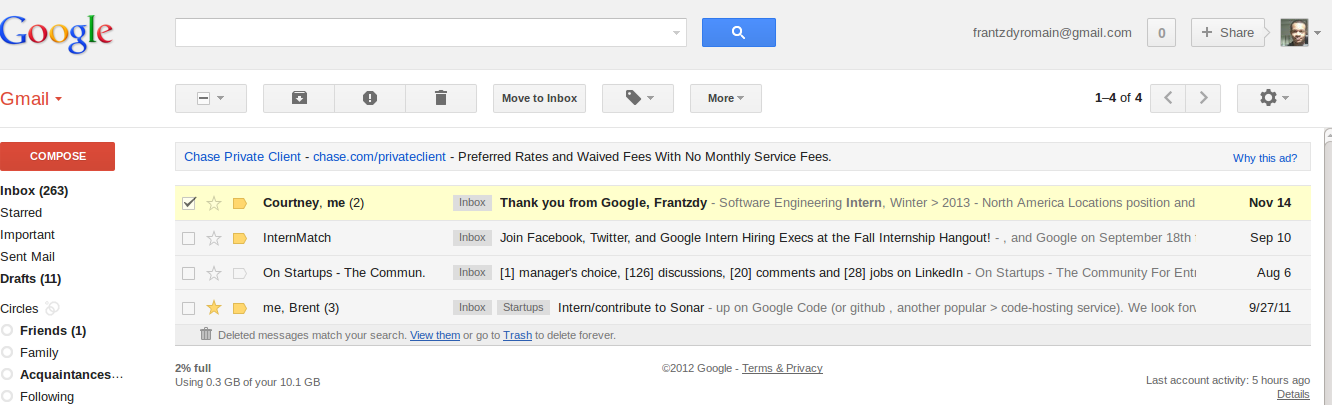 Google
frantzdyromain@gmail.com 0 + Share
Gmail
Move to Inbox More 1–4 of 4
COMPOSE
Chase Private Client - chase.com/privateclient - Preferred Rates and Waived Fees With No Monthly Service Fees. Why this ad?
Inbox (263)
Starred
Important
Sent Mail
Drafts (11)
Circles
Friends (1)
Family
Acquaintances…
Following
Courtney, me (2) Inbox Thank you from Google, Frantzdy - Software Engineering Intern, Winter > 2013 - North America Locations position and Nov 14
InternMatch Inbox Join Facebook, Twitter, and Google Intern Hiring Execs at the Fall Internship Hangout! - , and Google on September 18th Sep 10
On Startups - The Commun. Inbox [1] manager's choice, [126] discussions, [20] comments and [28] jobs on LinkedIn - On Startups - The Community For Entr Aug 6
me, Brent (3) Inbox Startups Intern/contribute to Sonar - up on Google Code (or github , another popular > code-hosting service). We look forw 9/27/11
Deleted messages match your search. View them or go to Trash to delete forever.
2% full
Using 0.3 GB of your 10.1 GB
©2012 Google - Terms & Privacy
Last account activity: 5 hours ago
Details